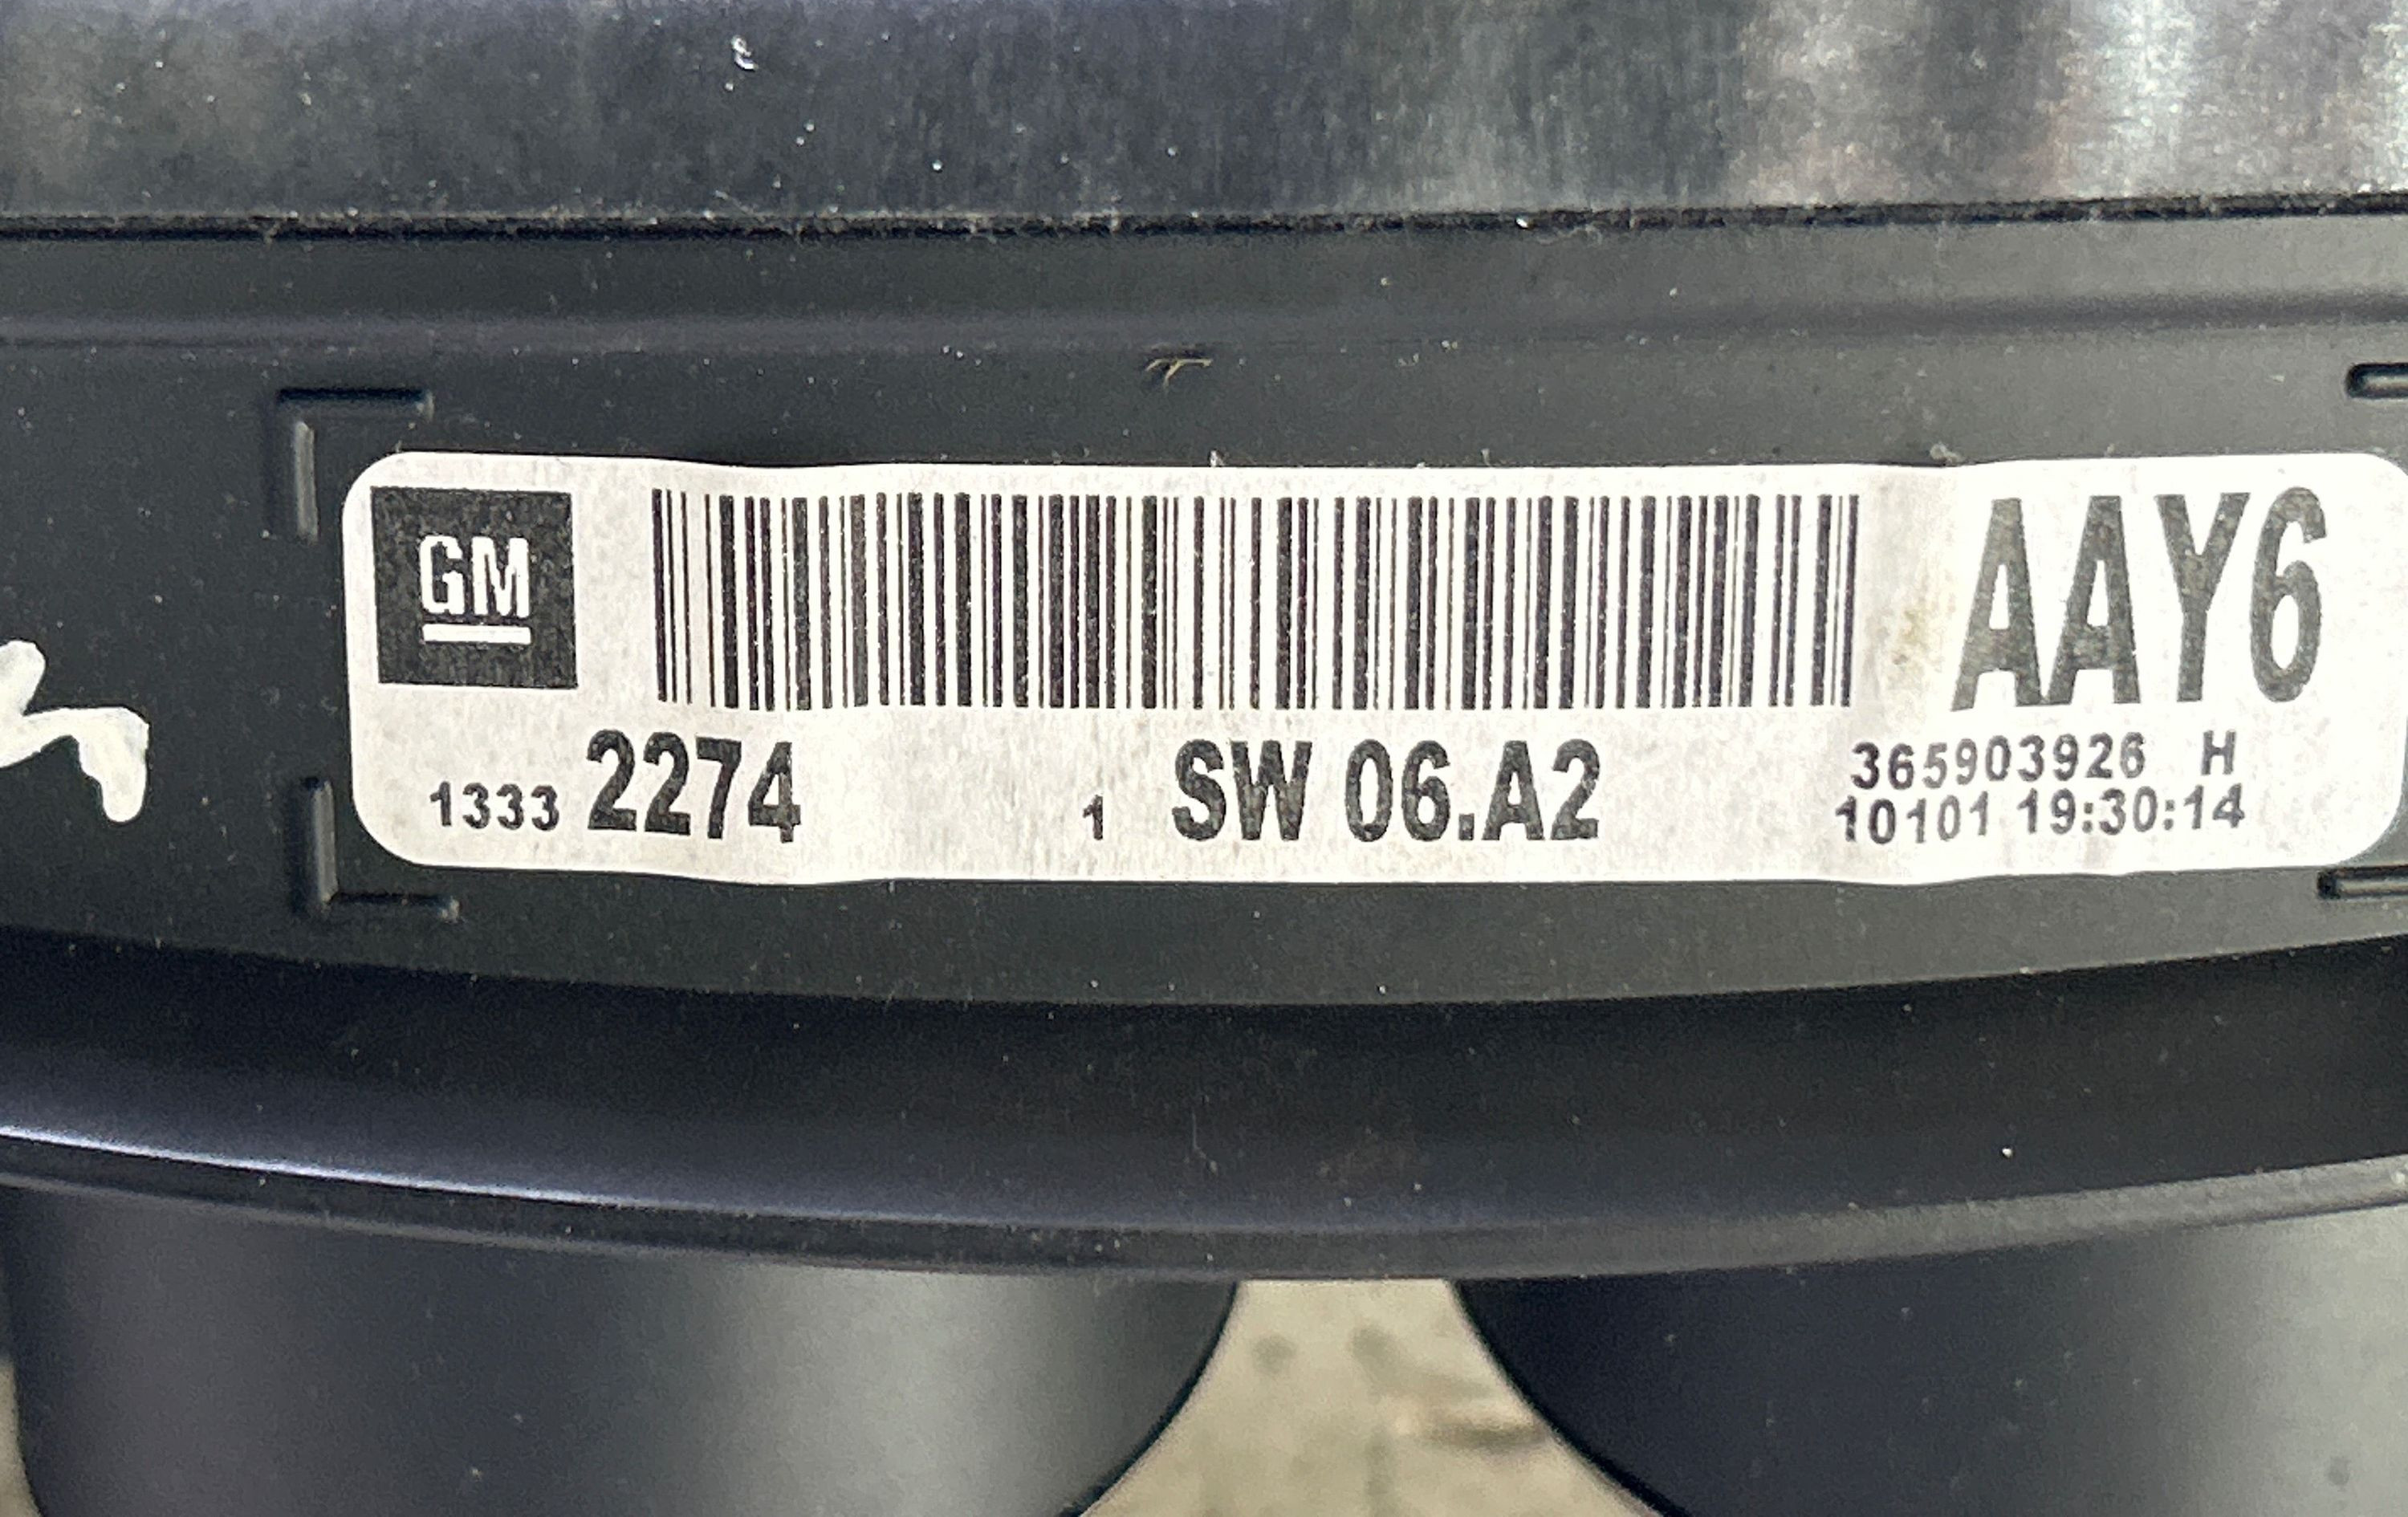 GM
AAY6
1333 2274 1 SW 06.A2
365903926 H
10101 19:30:14